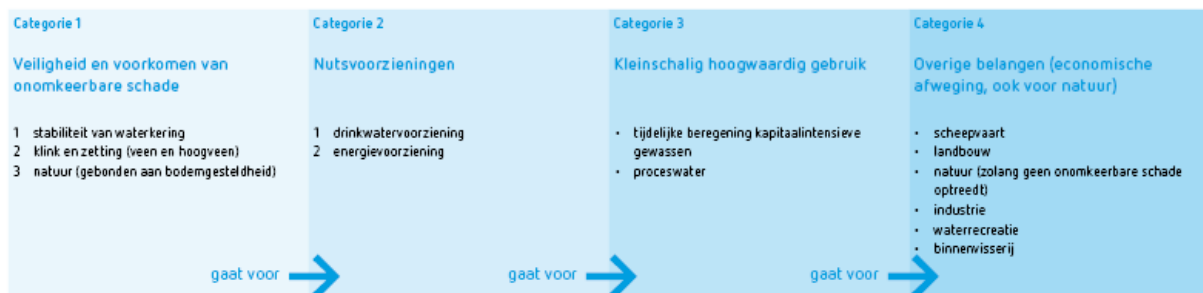 Categorie 1
Veiligheid en voorkomen van
onomkeerbare schade
1 stabiliteit van waterkering
2 klink en zetting (veen en hoogveen)
3 natuur (gebonden aan bodemgesteldheid)
gaat voor
Categorie 2
Nutsvoorzieningen
1 drinkwatervoorziening
2 energievoorziening
gaat voor
Categorie 3
Kleinschalig hoogwaardig gebruik
• tijdelijke beregening kapitaalintensieve
gewassen
• proceswater
gaat voor
Categorie 4
Overige belangen (economische
afweging, ook voor natuur)
• scheepvaart
• landbouw
• natuur (zolang geen onomkeerbare schade
optreedt)
• industrie
• waterrecreatie
• binnenvisserij